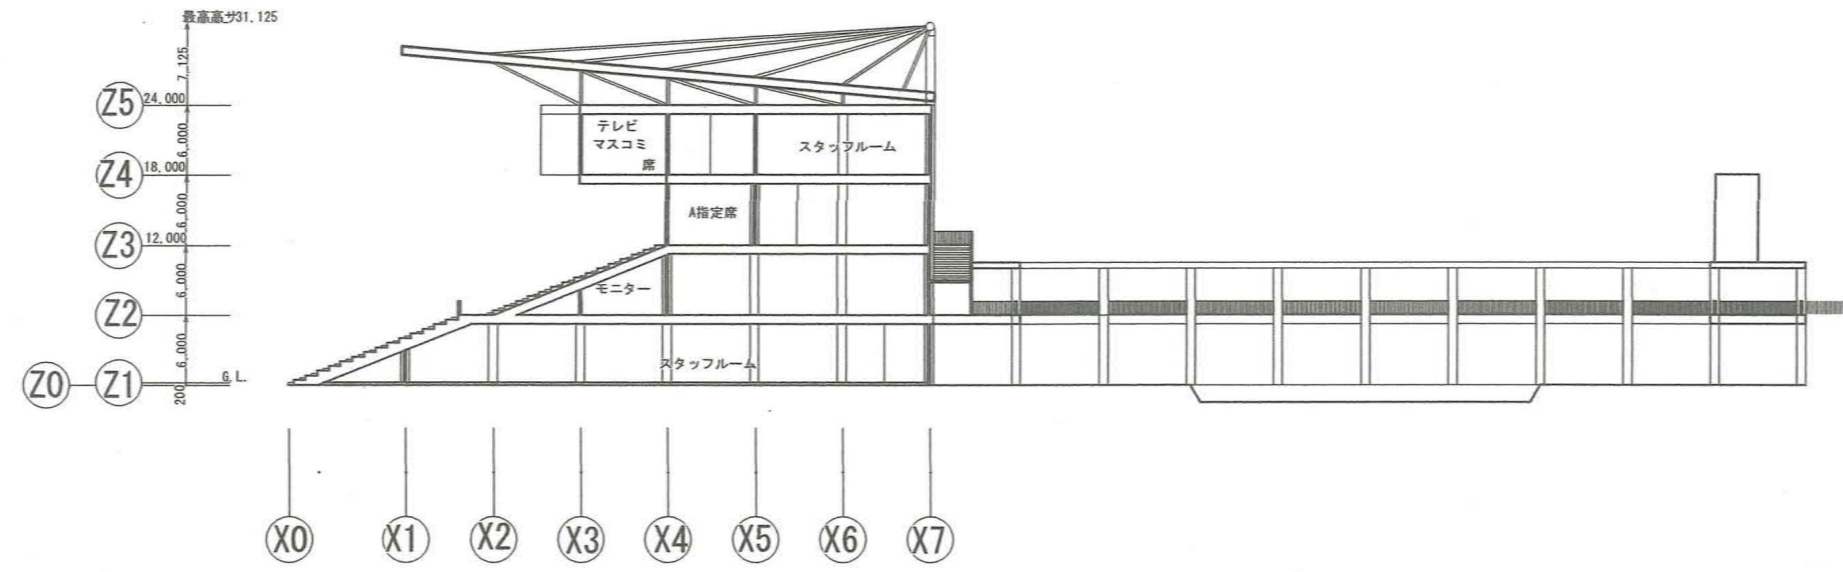 最高高サ31,125
7,125
Z5 24,000
6,000
Z4 18,000
6,000
Z3 12,000
6,000
Z2
6,000
Z0 Z1 G.L.
200
テレビ
マスコミ
席
スタッフルーム
A指定席
モニター
スタッフルーム
X0 X1 X2 X3 X4 X5 X6 X7